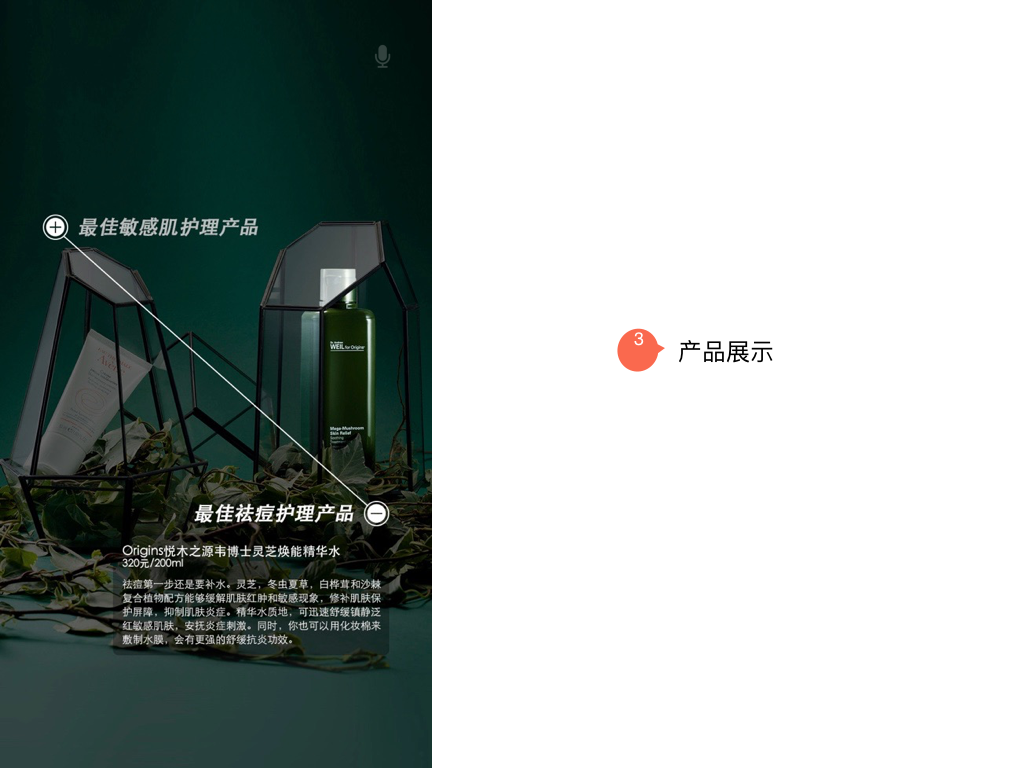 最佳敏感肌护理产品
Dr. Andrew
WEIL for Origins
Mega-Mushroom
Skin Relief
Soothing
最佳祛痘护理产品
Origins悦木之源韦博士灵芝焕能精华水
320元/200ml
祛痘第一步还是要补水。灵芝，冬虫夏草，白桦茸和沙棘
复合植物配方能够缓解肌肤红肿和敏感现象，修补肌肤保
护屏障，抑制肌肤炎症。精华水质地，可迅速舒缓镇静泛
红敏感肌肤，安抚炎症刺激。同时，你也可以用化妆棉来
敷制水膜，会有更强的舒缓抗炎功效。
3
产品展示